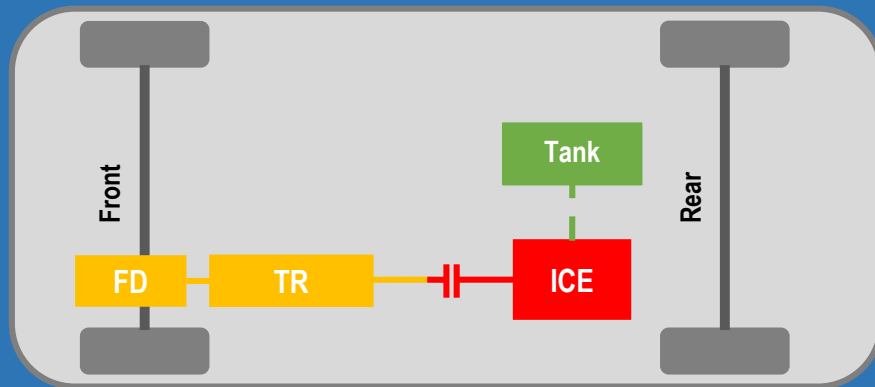 Tank
Front
Rear
FD
TR
ICE